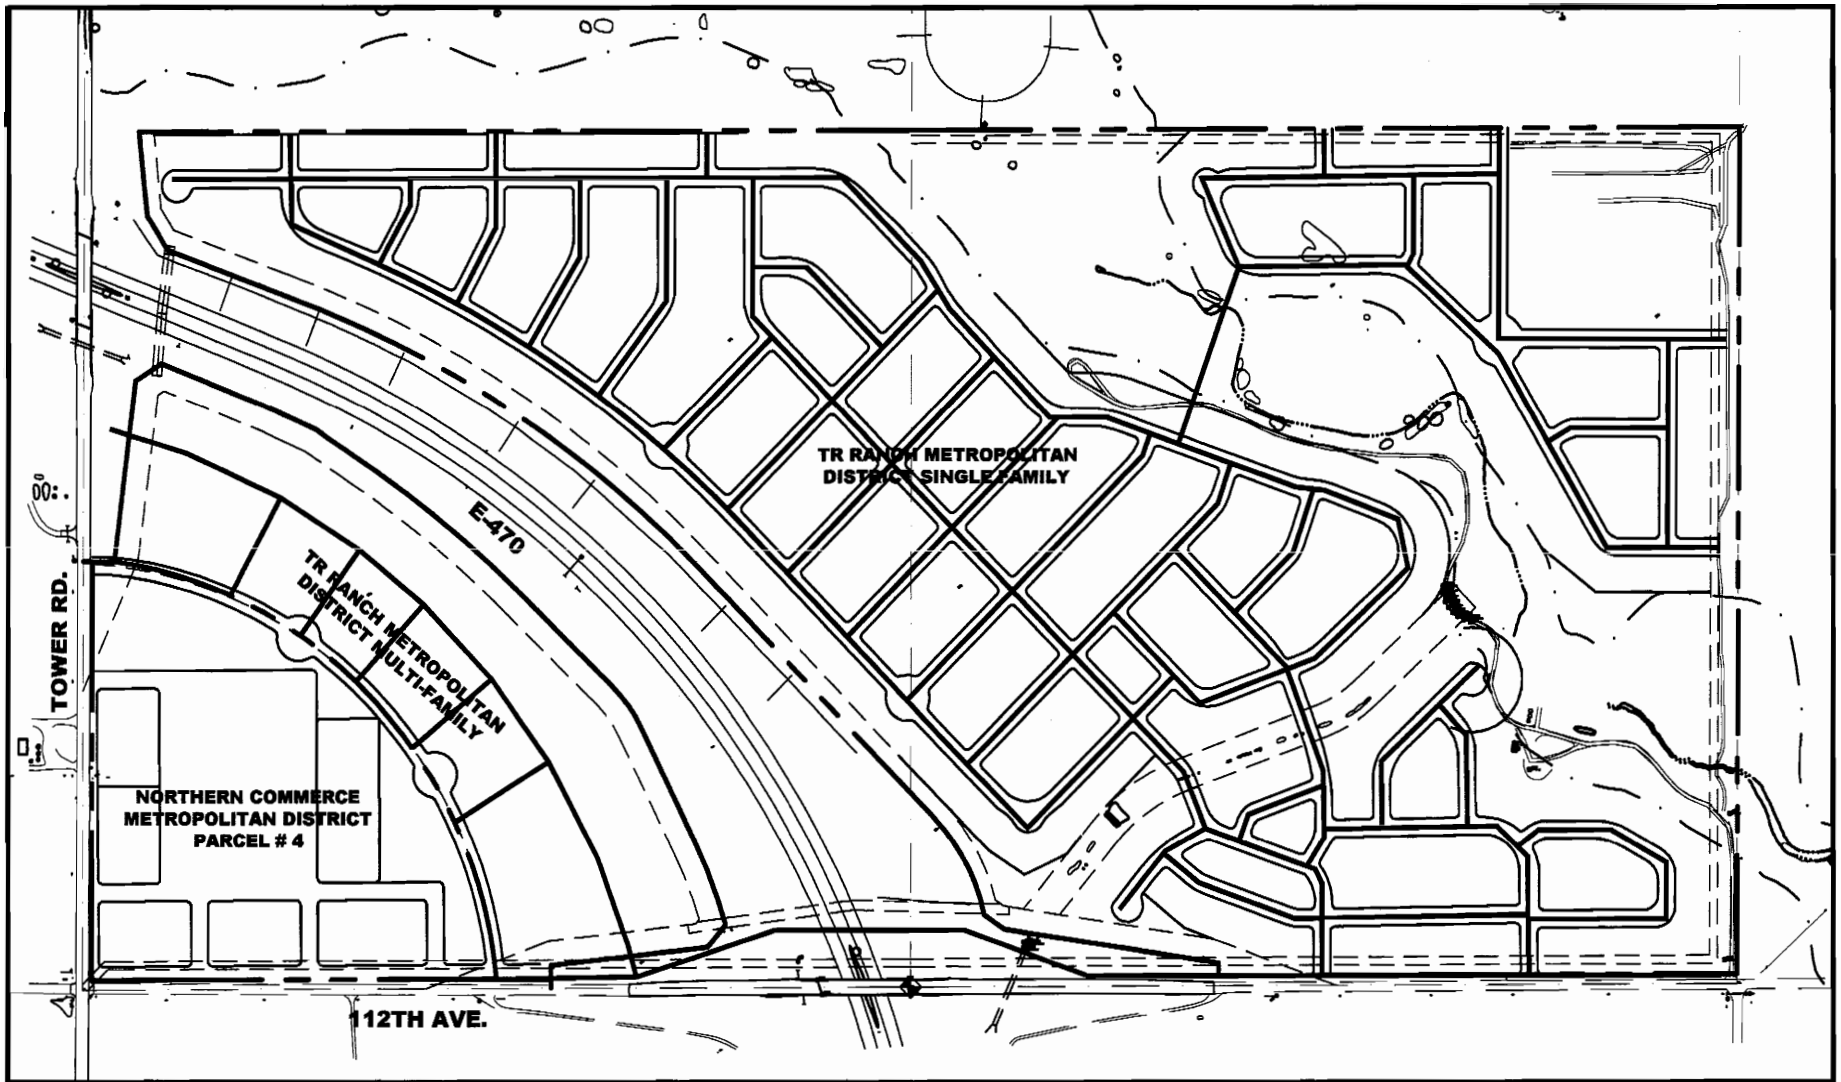 TR RANCH METROPOLITAN
DISTRICT SINGLE FAMILY
E-470
TR RANCH METROPOLITAN
DISTRICT MULTI-FAMILY
TOWER RD.
NORTHERN COMMERCE
METROPOLITAN DISTRICT
PARCEL # 4
112TH AVE.